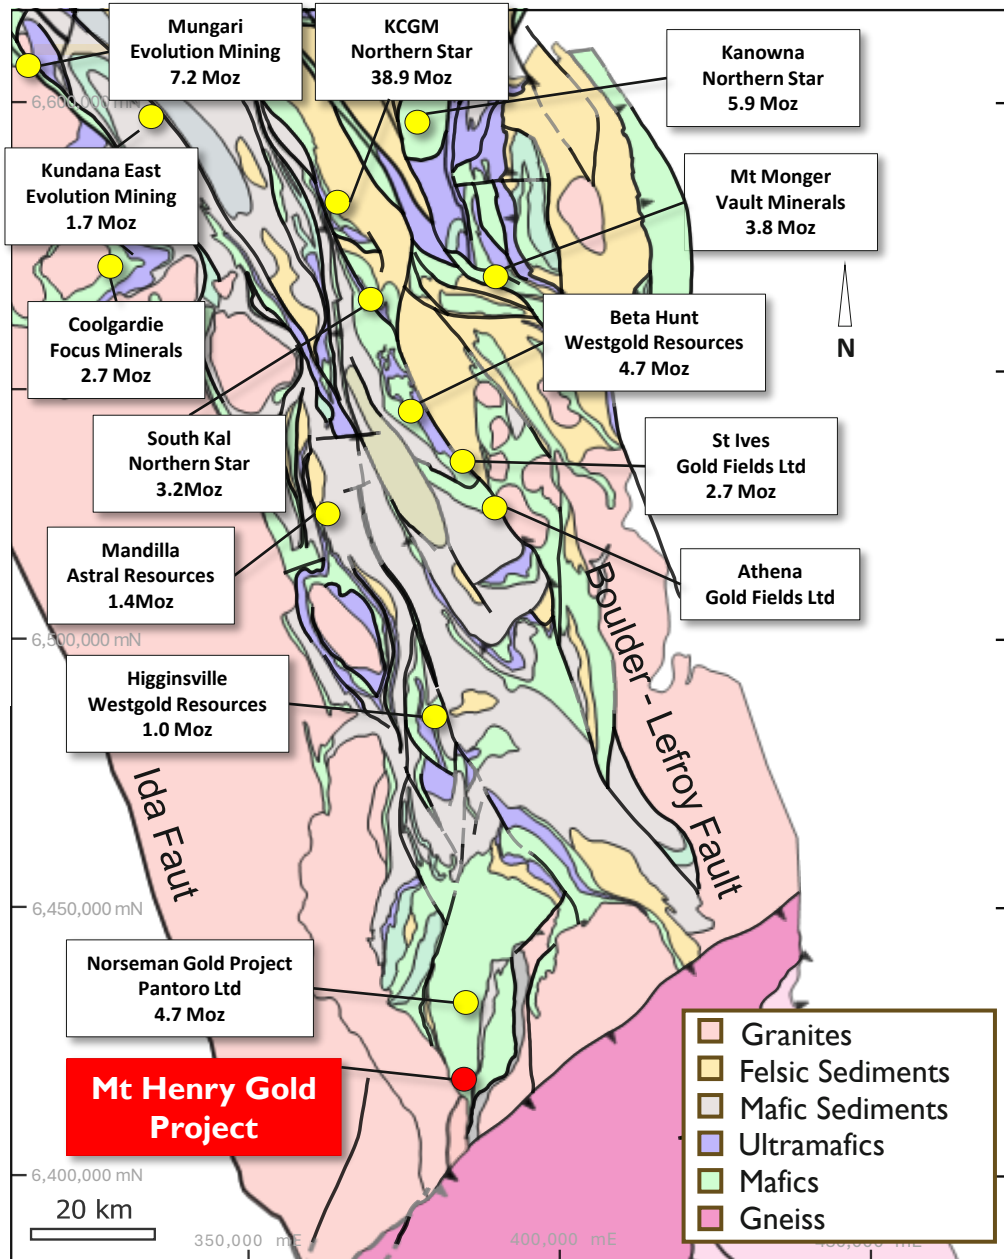 Mungari
Evolution Mining
7.2 Moz
KCGM
Northern Star
38.9 Moz
Kanowna
Northern Star
5.9 Moz
6,600,000 mN
Kundana East
Evolution Mining
1.7 Moz
Mt Monger
Vault Minerals
3.8 Moz
Coolgardie
Focus Minerals
2.7 Moz
Beta Hunt
Westgold Resources
4.7 Moz
N
South Kal
Northern Star
3.2Moz
St Ives
Gold Fields Ltd
2.7 Moz
Mandilla
Astral Resources
1.4Moz
Athena
Gold Fields Ltd
6,500,000 mN
Higginsville
Westgold Resources
1.0 Moz
Boulder - Lefroy Fault
Ida Faut
6,450,000 mN
Norseman Gold Project
Pantoro Ltd
4.7 Moz
Mt Henry Gold
Project
Granites
Felsic Sediments
Mafic Sediments
Ultramafics
Mafics
Gneiss
6,400,000 mN
20 km
350,000 mE
400,000 mE